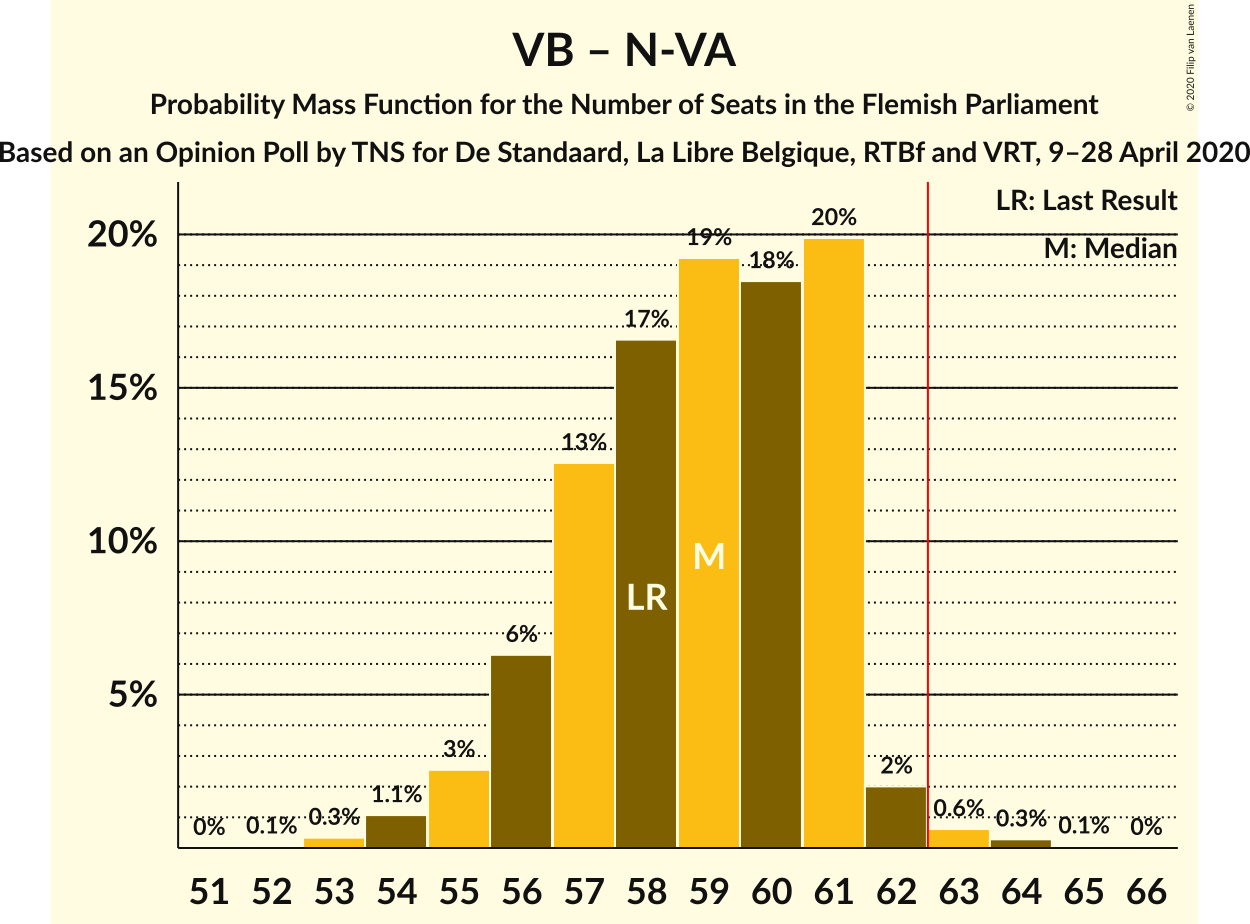 VB – N-VA
Probability Mass Function for the Number of Seats in the Flemish Parliament
Based on an Opinion Poll by TNS for De Standaard, La Libre Belgique, RTBf and VRT, 9–28 April 2020
© 2020 Filip van Laenen
LR: Last Result
M: Median
20%
15%
10%
5%
0% 0.1% 0.3% 1.1% 3% 6% 13% 17% 19% 18% 20% 2% 0.6% 0.3% 0.1% 0%
LR
M
51 52 53 54 55 56 57 58 59 60 61 62 63 64 65 66